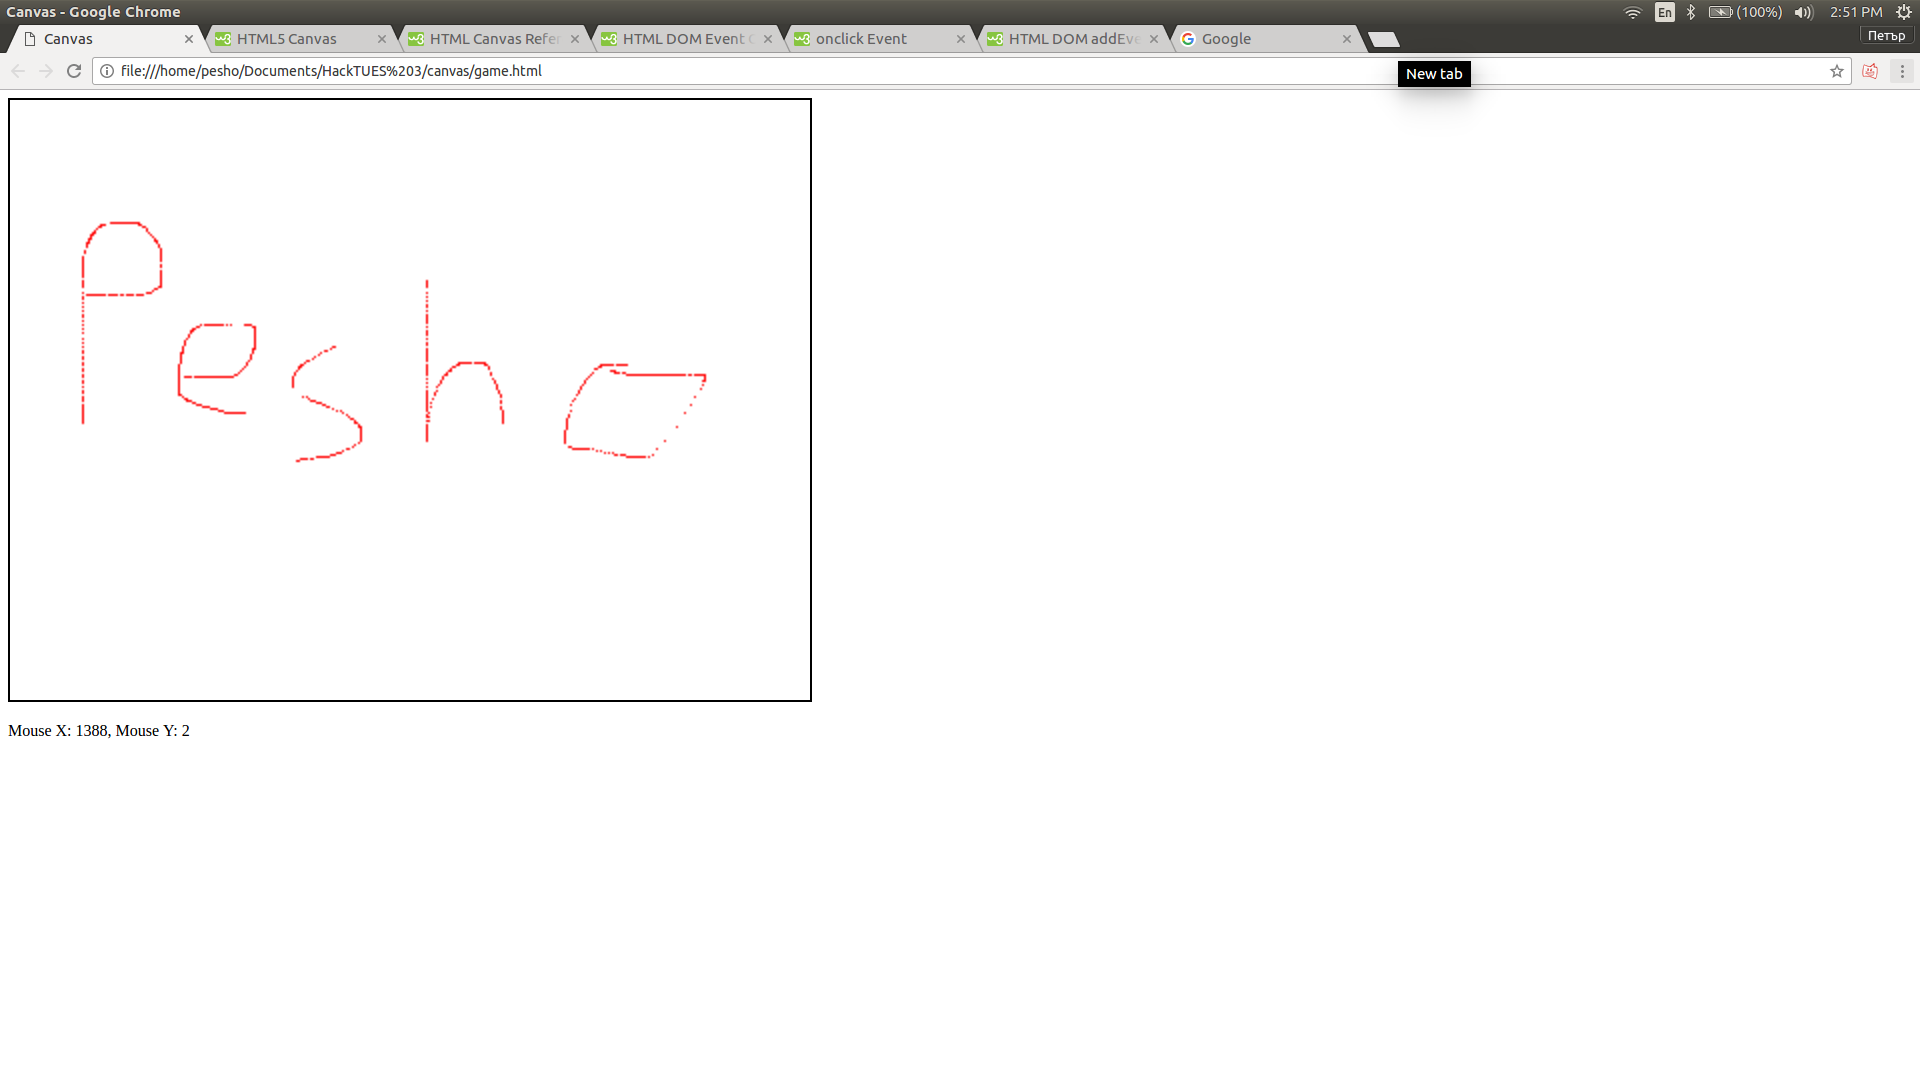 Canvas - Google Chrome
En
(100%)
2:51 PM
Canvas
HTML5 Canvas
HTML Canvas Refe
HTML DOM Event
onclick Event
HTML DOM addEv
Google
Петър
file:///home/pesho/Documents/HackTUES%203/canvas/game.html
New tab
Pesho
Mouse X: 1388, Mouse Y: 2